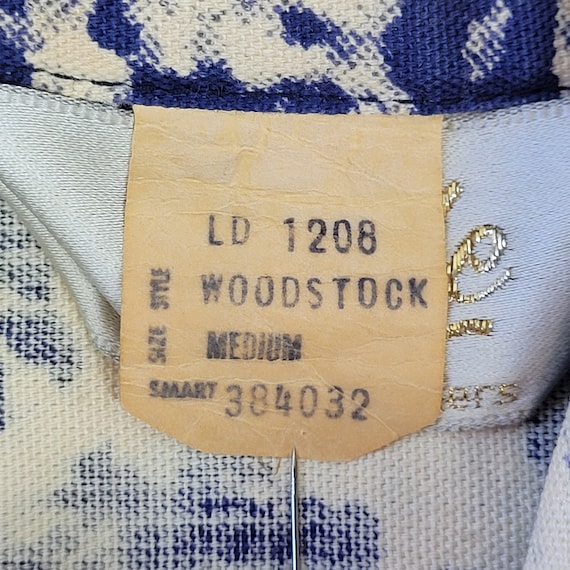 LD 1208
STYLE WOODSTOCK
SIZE MEDIUM
SMART 384032